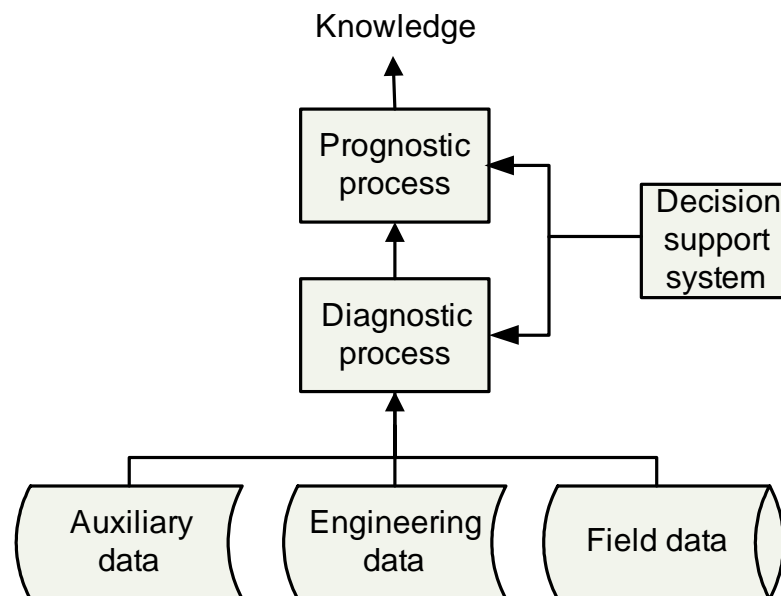 Knowledge
Prognostic
process
Decision
support
system
Diagnostic
process
Auxiliary
data
Engineering
data
Field data